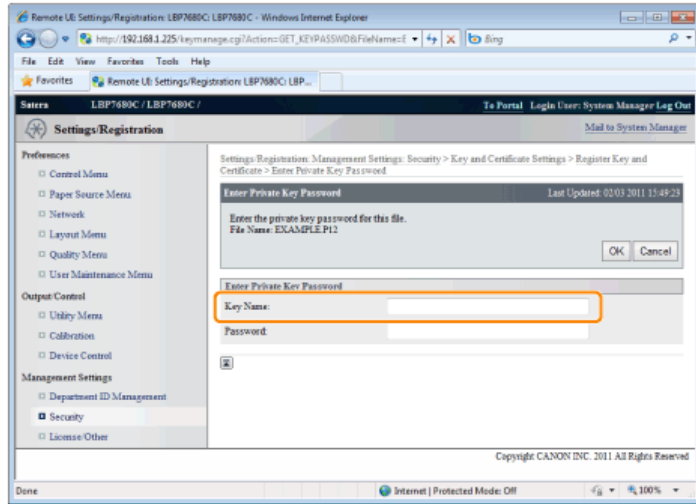 Remote UI: Settings/Registration: LBP7680C: LBP7680C - Windows Internet Explorer
http://192.168.1.225/keymanage.cgi?Action=GET_KEYPASSWD&FileName=E
Bing
File Edit View Favorites Tools Help
Favorites Remote UI: Settings/Registration: LBP7680C: LBP...
Satera LBP7680C / LBP7680C / To Portal Login User: System Manager Log Out
Settings/Registration Mail to System Manager
Preferences
Control Menu
Paper Source Menu
Network
Layout Menu
Quality Menu
User Maintenance Menu
Output/Control
Utility Menu
Calibration
Device Control
Management Settings
Department ID Management
Security
License/Other
Settings/Registration: Management Settings: Security > Key and Certificate Settings > Register Key and
Certificate > Enter Private Key Password
Enter Private Key Password Last Updated: 02/03 2011 15:49:23
Enter the private key password for this file.
File Name: EXAMPLE.P12
OK Cancel
Enter Private Key Password
Key Name:
Password:
Copyright CANON INC. 2011 All Rights Reserved
Done Internet | Protected Mode: Off 100%